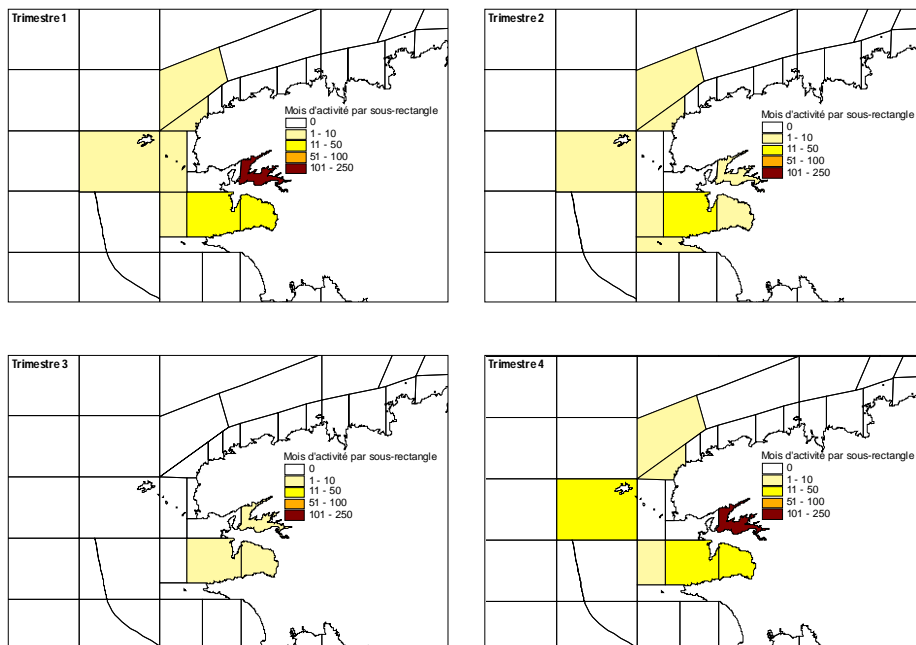 Trimestre 1
Mois d'activité par sous-rectangle
0
1 - 10
11 - 50
51 - 100
101 - 250
Trimestre 2
Mois d'activité par sous-rectangle
0
1 - 10
11 - 50
51 - 100
101 - 250
Trimestre 3
Mois d'activité par sous-rectangle
0
1 - 10
11 - 50
51 - 100
101 - 250
Trimestre 4
Mois d'activité par sous-rectangle
0
1 - 10
11 - 50
51 - 100
101 - 250